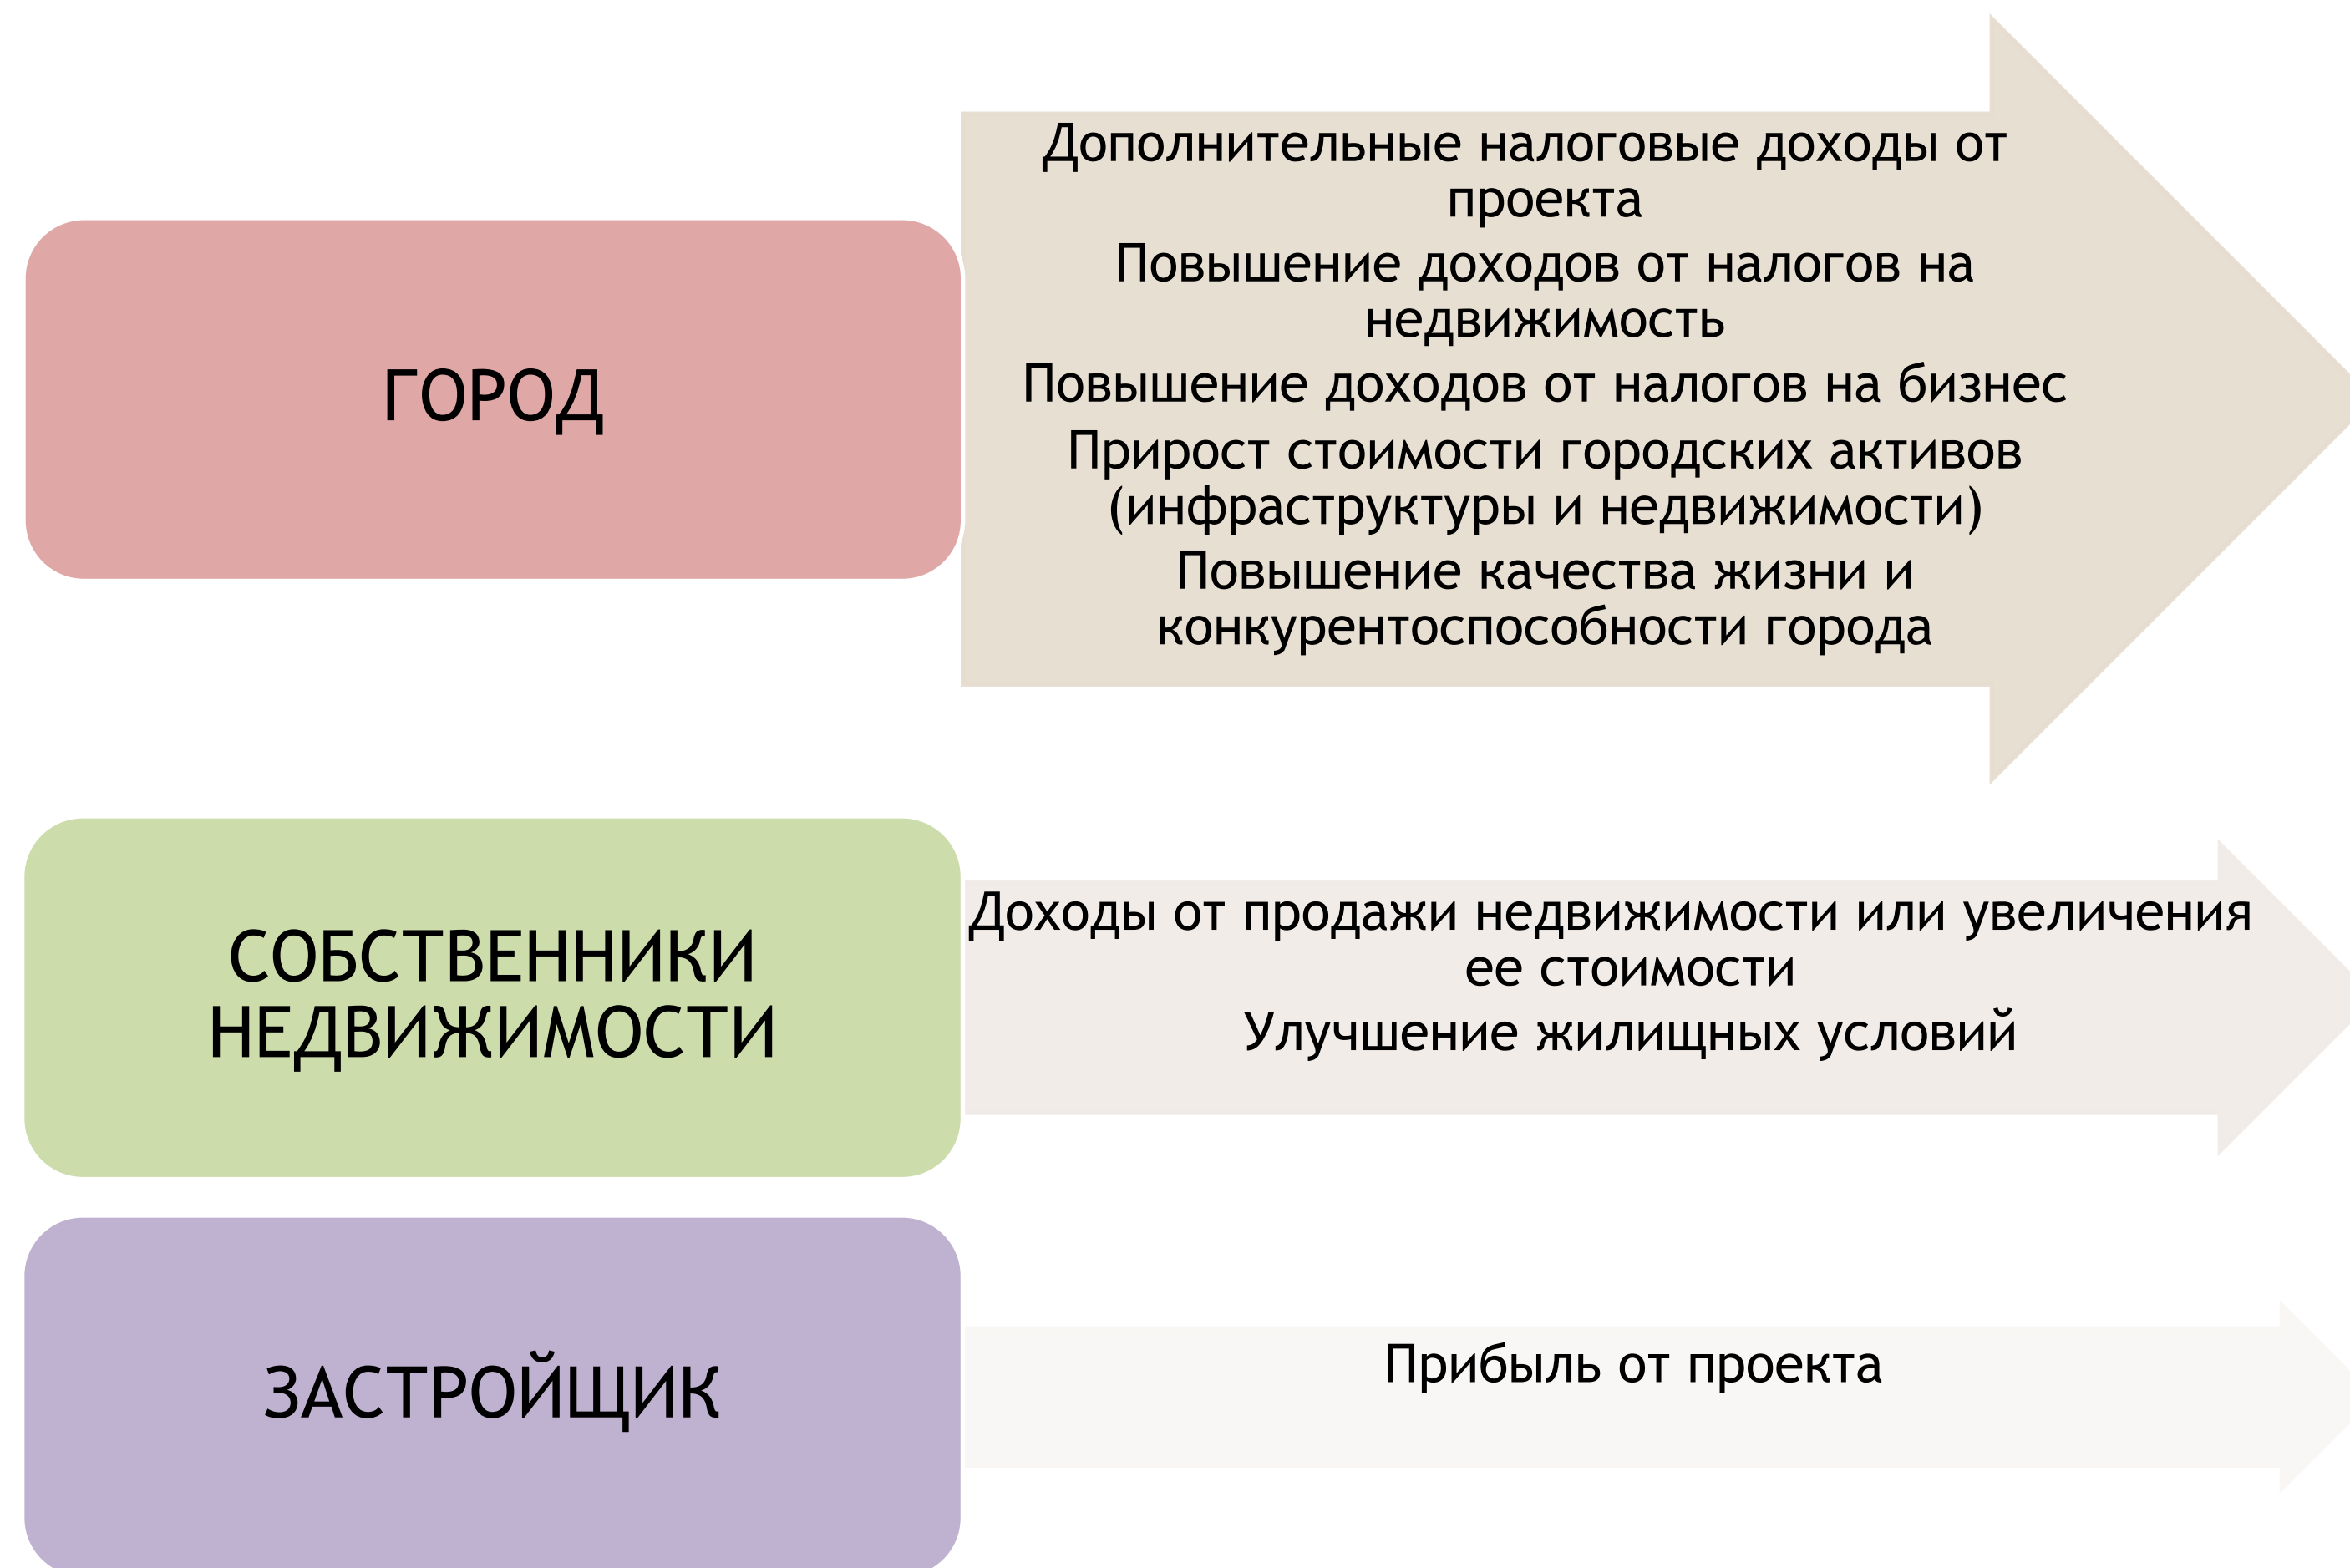 ГОРОД
Дополнительные налоговые доходы от
проекта
Повышение доходов от налогов на
недвижимость
Повышение доходов от налогов на бизнес
Прирост стоимости городских активов
(инфраструктуры и недвижимости)
Повышение качества жизни и
конкурентоспособности города
СОБСТВЕННИКИ
НЕДВИЖИМОСТИ
Доходы от продажи недвижимости или увеличения
ее стоимости
Улучшение жилищных условий
ЗАСТРОЙЩИК
Прибыль от проекта